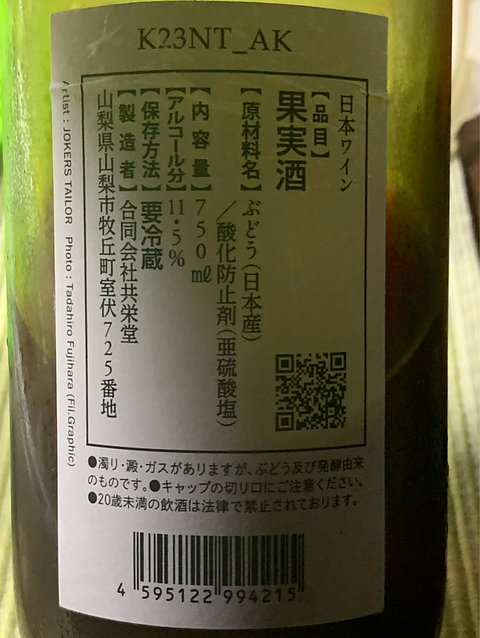 K23NT_AK
日本ワイン
【品目】
果実酒
【原材料名】ぶどう(日本産)
／酸化防止剤(亜硫酸塩)
【内容量】750㎖
【アルコール分】11.5%
【保存方法】要冷蔵
【製造者】合同会社共栄堂
山梨県山梨市牧丘町室伏725番地
Artist : JOKERS TAILOR Photo : Tadahiro Fujihara (Fil.Graphic)
●濁り・澱・ガスがありますが、ぶどう及び発酵由来
のものです。●キャップの切り口にご注意ください。
●20歳未満の飲酒は法律で禁止されております。
4 595122 994215